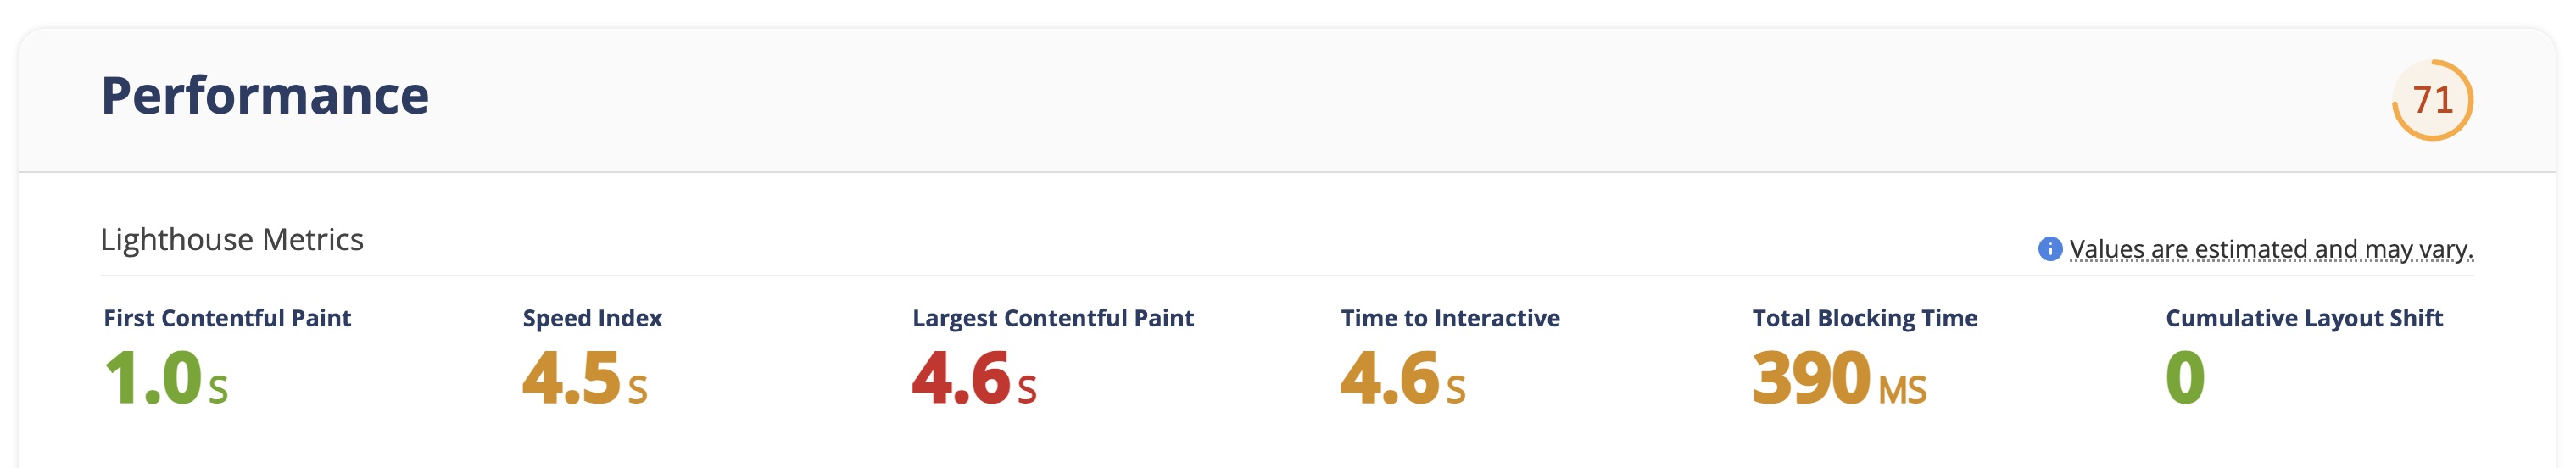 Performance
71
Lighthouse Metrics
Values are estimated and may vary.
First Contentful Paint
1.0 S
Speed Index
4.5 S
Largest Contentful Paint
4.6 S
Time to Interactive
4.6 S
Total Blocking Time
390 MS
Cumulative Layout Shift
0